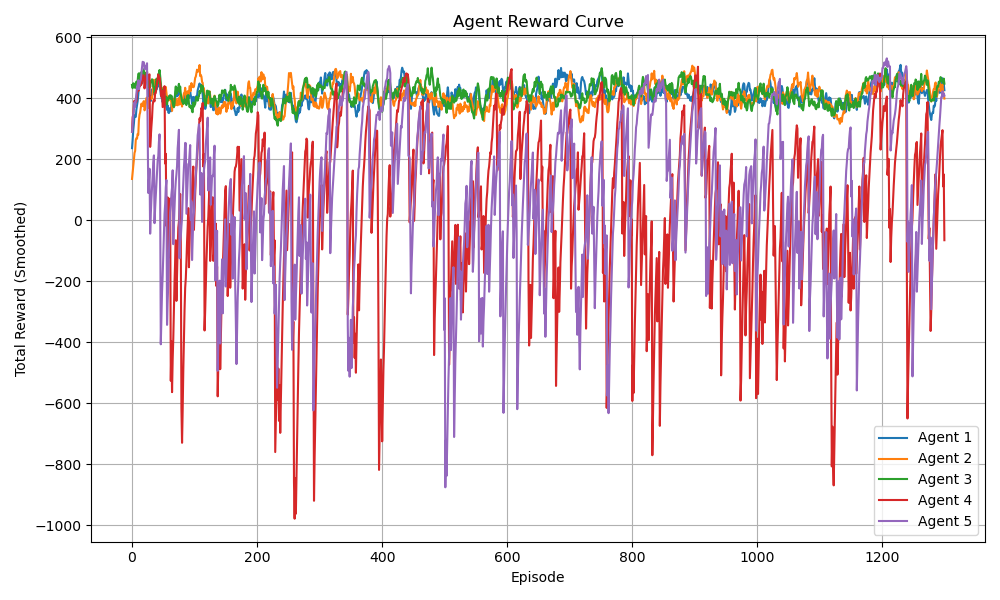 Agent Reward Curve
Total Reward (Smoothed)
600
400
200
0
−200
−400
−600
−800
−1000
0 200 400 600 800 1000 1200
Episode
Agent 1
Agent 2
Agent 3
Agent 4
Agent 5